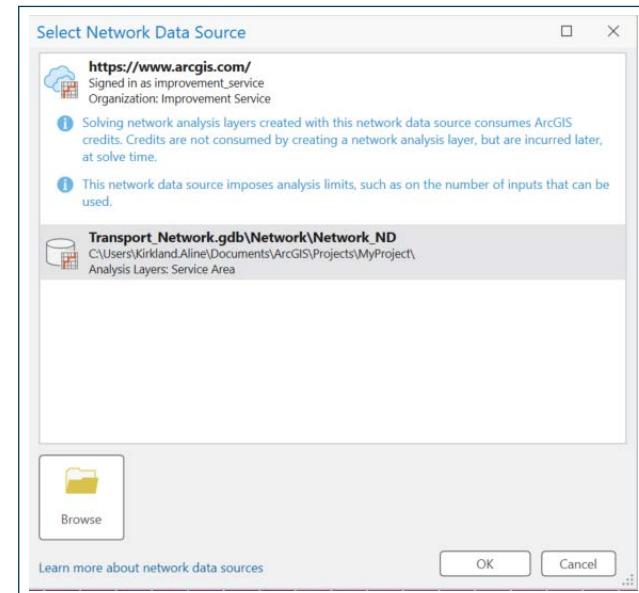 Select Network Data Source
https://www.arcgis.com/
Signed in as improvement_service
Organization: Improvement Service
Solving network analysis layers created with this network data source consumes ArcGIS
credits. Credits are not consumed by creating a network analysis layer, but are incurred later,
at solve time.
This network data source imposes analysis limits, such as on the number of inputs that can be
used.
Transport_Network.gdb\Network\Network_ND
C:\Users\Kirkland.Aline\Documents\ArcGIS\Projects\MyProject\
Analysis Layers: Service Area
Browse
Learn more about network data sources
OK
Cancel